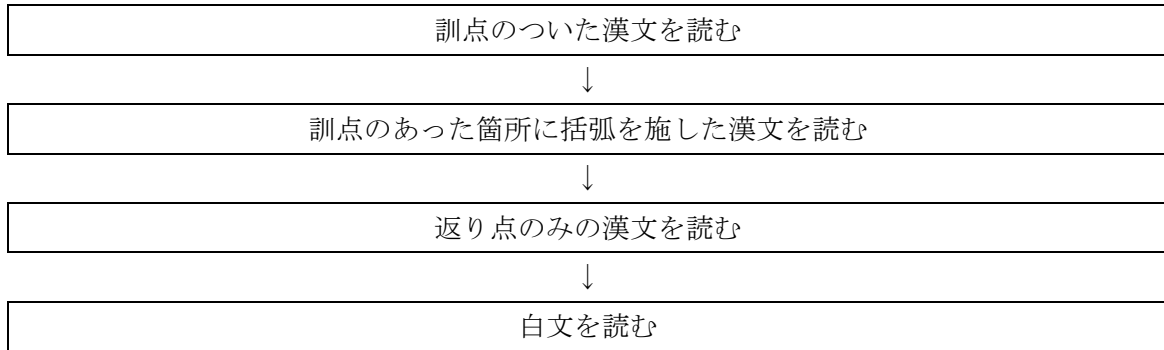 訓点のついた漢文を読む
↓
訓点のあった箇所に括弧を施した漢文を読む
↓
返り点のみの漢文を読む
↓
白文を読む